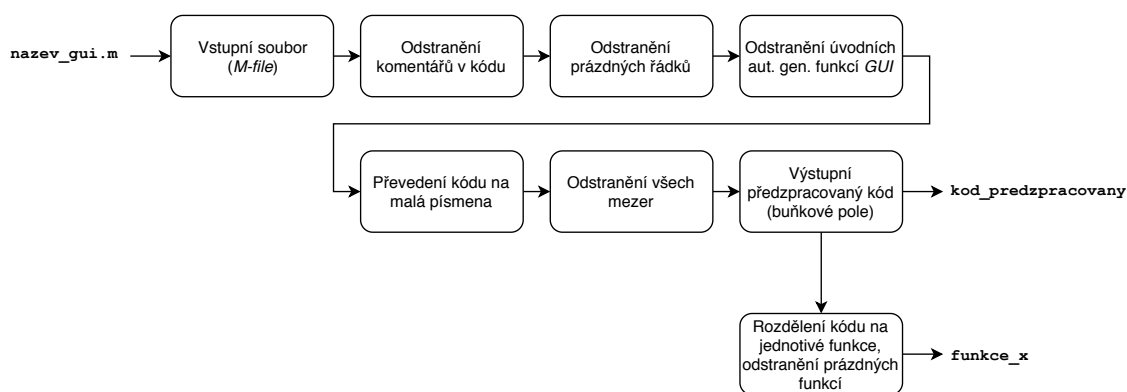 nazev_gui.m
Vstupní soubor
(M-file)
Odstranění
komentářů v kódu
Odstranění
prázdných řádků
Odstranění úvodních
aut. gen. funkcí GUI
Převedení kódu na
malá písmena
Odstranění všech
mezer
Výstupní
předzpracovaný kód
(buňkové pole)
kod_predzpracovany
Rozdělení kódu na
jednotivé funkce,
odstranění prázdných
funkcí
funkce_x